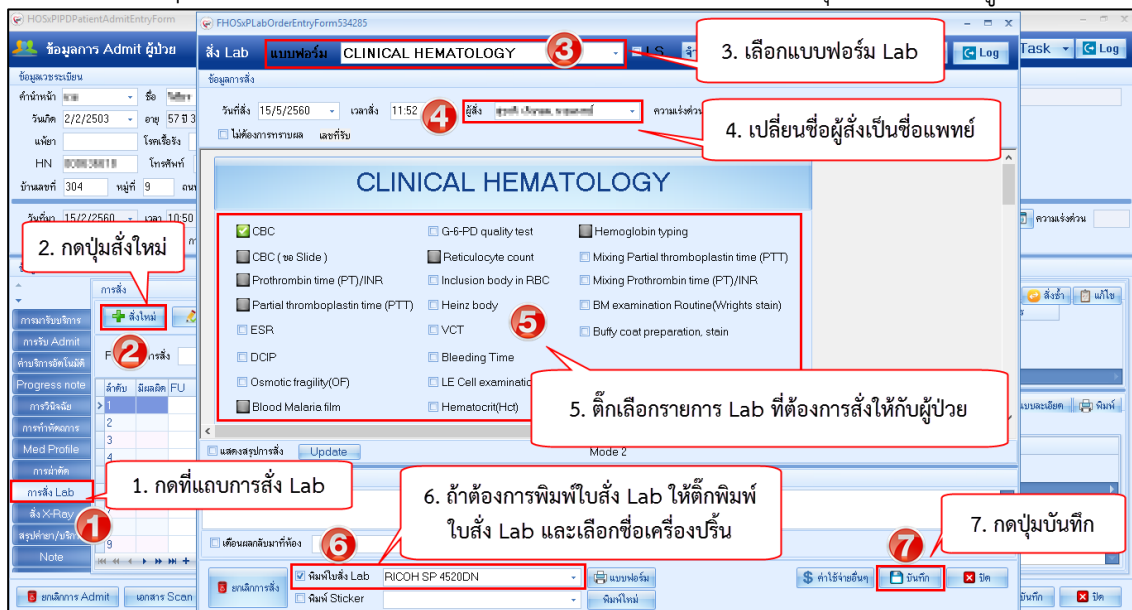 HOSxPIPDPatientAdmitEntryForm
ข้อมูลการ Admit ผู้ป่วย
Task
Log
ข้อมูลเวชระเบียน
คำนำหน้า
ชื่อ
วันเกิด 2/2/2503 อายุ 57 ปี 3
แพ้ยา โรคเรื้อรัง
HN โทรศัพท์
บ้านเลขที่ 304 หมู่ที่ 9 ถนน
วันที่มา 15/2/2560 เวลา 10:50
ความเร่งด่วน
FHOSxPLabOrderEntryForm534285
สั่ง Lab แบบฟอร์ม CLINICAL HEMATOLOGY
3
Log
3. เลือกแบบฟอร์ม Lab
ข้อมูลการสั่ง
วันที่สั่ง 15/5/2560 เวลาสั่ง 11:52
4
ผู้สั่ง
ความเร่งด่วน
ไม่ต้องการทราบผล เลขที่รับ
4. เปลี่ยนชื่อผู้สั่งเป็นชื่อแพทย์
CLINICAL HEMATOLOGY
CBC
G-6-PD quality test
Hemoglobin typing
CBC ( ขอ Slide )
Reticulocyte count
Mixing Partial thromboplastin time (PTT)
Prothrombin time (PT)/INR
Inclusion body in RBC
Mixing Prothrombin time (PT)/INR
Partial thromboplastin time (PTT)
Heinz body
BM examination Routine(Wrights stain)
ESR
VCT
Buffy coat preparation, stain
5
DCIP
Bleeding Time
Osmotic fragility(OF)
LE Cell examinatio
Blood Malaria film
Hematocrit(Hct)
5. ติ๊กเลือกรายการ Lab ที่ต้องการสั่งให้กับผู้ป่วย
2. กดปุ่มสั่งใหม่
การสั่ง
สั่งใหม่
2
สั่งซ้ำ
แก้ไข
ลำดับ มีผลผิด FU
1
2
3
4
9
การมารับบริการ
การรับ Admit
ค่าบริการอัตโนมัติ
Progress note
การวินิจฉัย
การทำหัตถการ
Med Profile
การผ่าตัด
การสั่ง Lab
สั่ง X-Ray
Note
พิมพ์
แสดงสรุปการสั่ง Update Mode 2
1. กดที่แถบการสั่ง Lab
1
6. ถ้าต้องการพิมพ์ใบสั่ง Lab ให้ติ๊กพิมพ์
ใบสั่ง Lab และเลือกชื่อเครื่องปริ้น
6
7. กดปุ่มบันทึก
7
เตือนผลกลับมาที่ห้อง
ยกเลิกการสั่ง
พิมพ์ใบสั่ง Lab RICOH SP 4520DN
แบบฟอร์ม
พิมพ์ Sticker
พิมพ์ใหม่
ค่าใช้จ่ายอื่นๆ
บันทึก
ปิด
ยกเลิกการ Admit
เอกสาร Scan
บันทึก
ปิด